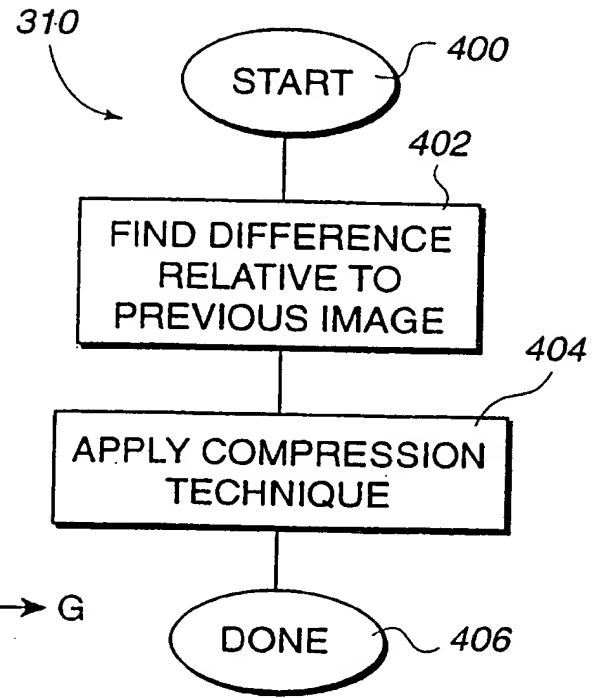 310
START
400
402
FIND DIFFERENCE
RELATIVE TO
PREVIOUS IMAGE
404
APPLY COMPRESSION
TECHNIQUE
G
DONE
406